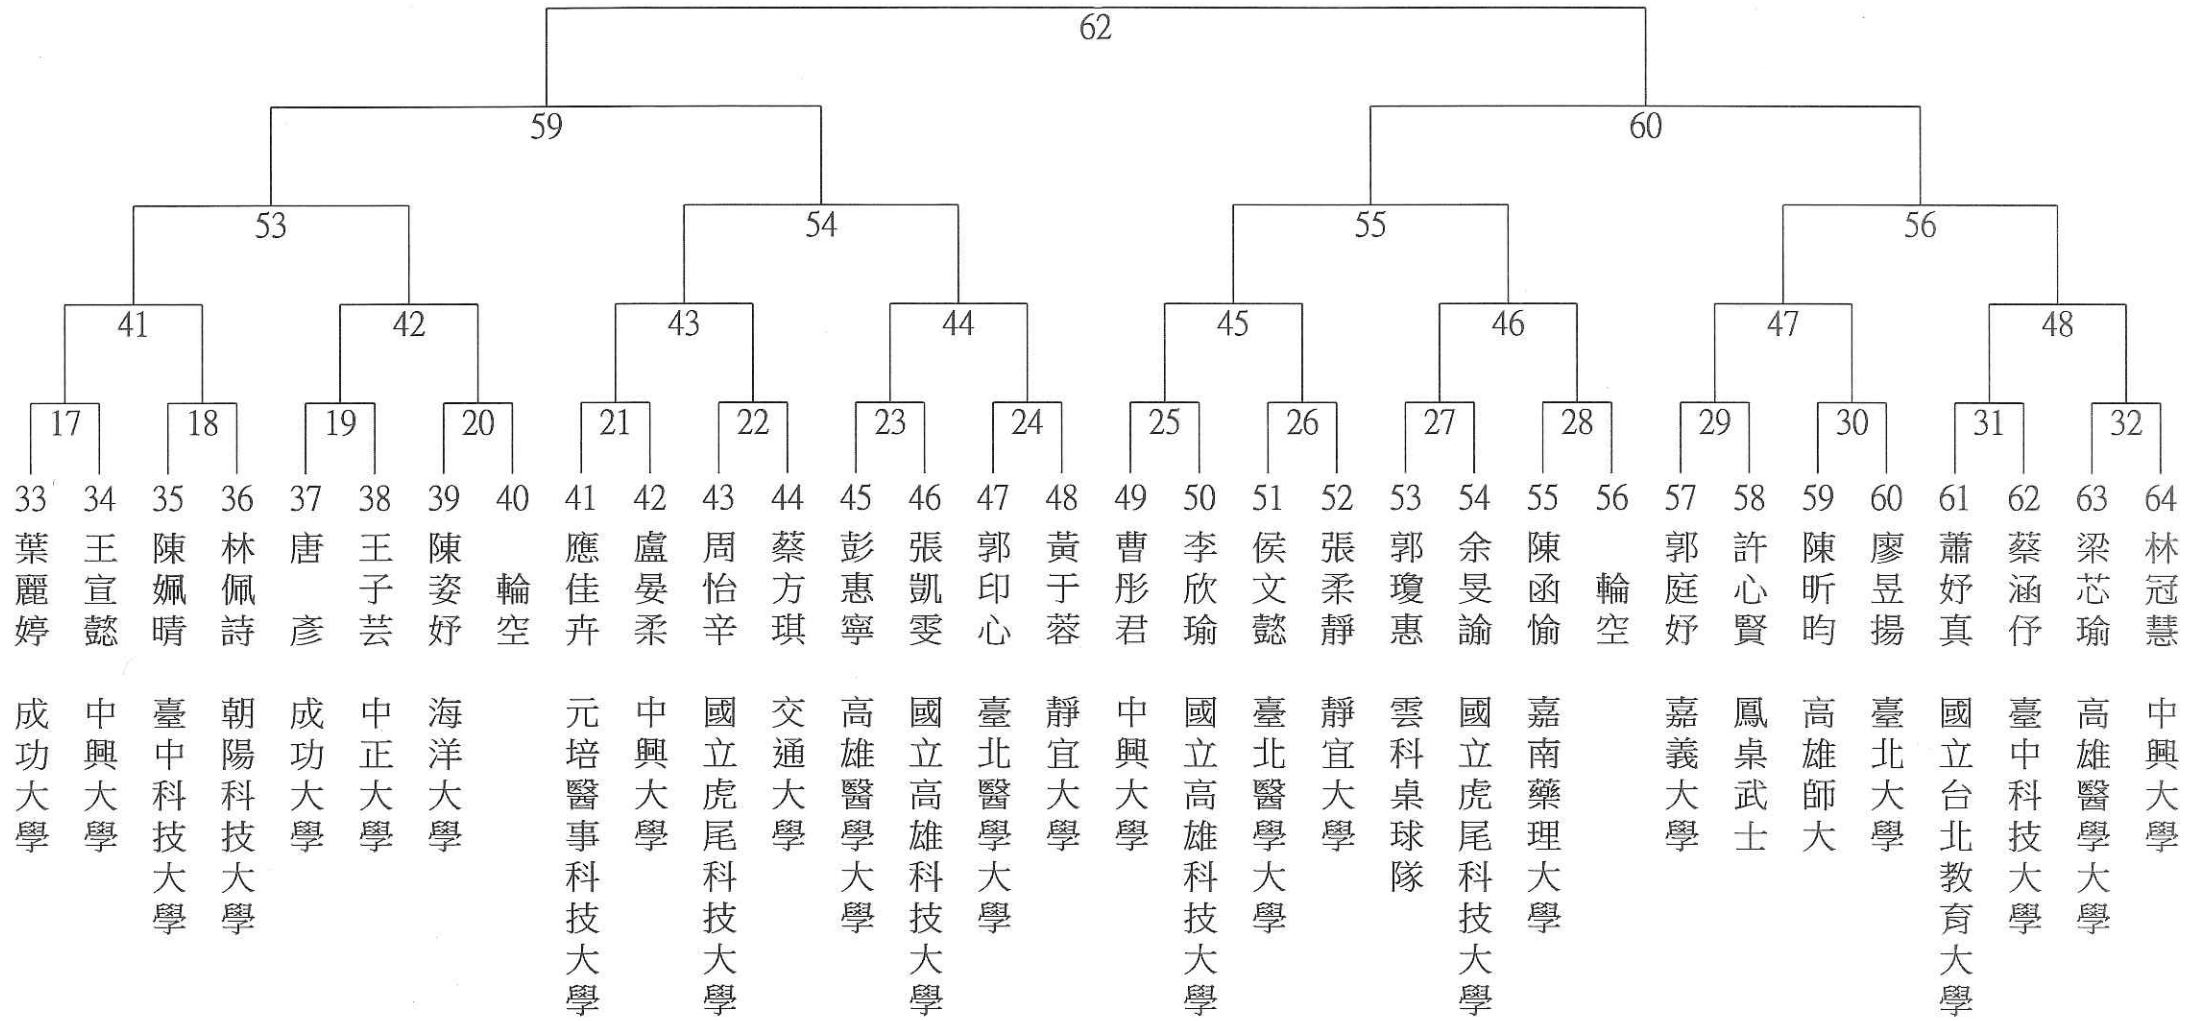 62
59 60
53 54 55 56
41 42 43 44 45 46 47 48
17 18 19 20 21 22 23 24 25 26 27 28 29 30 31 32
33 葉麗婷 成功大學
34 王宣懿 中興大學
35 陳姵晴 臺中科技大學
36 林佩詩 朝陽科技大學
37 唐彥 成功大學
38 王子芸 中正大學
39 陳姿妤 海洋大學
40 輪空
41 應佳卉 元培醫事科技大學
42 盧晏柔 中興大學
43 周怡辛 國立虎尾科技大學
44 蔡方琪 交通大學
45 彭惠寧 高雄醫學大學
46 張凱雯 國立高雄科技大學
47 郭印心 臺北醫學大學
48 黃于蓉 靜宜大學
49 曹彤君 中興大學
50 李欣瑜 國立高雄科技大學
51 侯文懿 臺北醫學大學
52 張柔靜 靜宜大學
53 郭瓊惠 雲科桌球隊
54 余旻諭 國立虎尾科技大學
55 陳函愉 嘉南藥理大學
56 輪空
57 郭庭妤 嘉義大學
58 許心賢 鳳桌武士
59 陳昕昀 高雄師大
60 廖昱揚 臺北大學
61 蕭妤真 國立台北教育大學
62 蔡涵伃 臺中科技大學
63 梁芯瑜 高雄醫學大學
64 林冠慧 中興大學